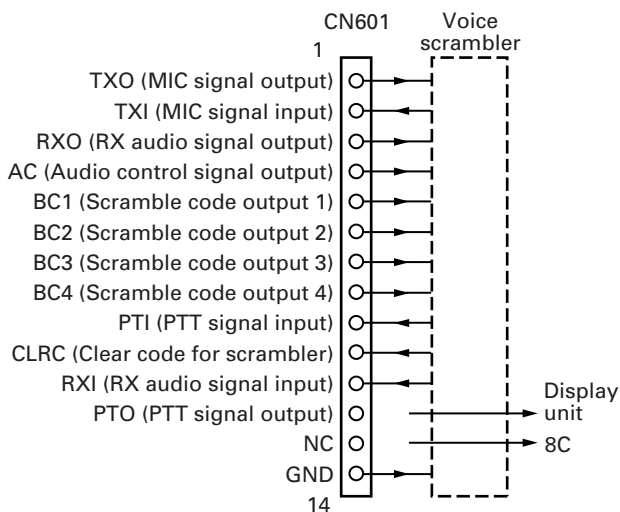 CN601
Voice
scrambler
1
TXO (MIC signal output)
TXI (MIC signal input)
RXO (RX audio signal output)
AC (Audio control signal output)
BC1 (Scramble code output 1)
BC2 (Scramble code output 2)
BC3 (Scramble code output 3)
BC4 (Scramble code output 4)
PTI (PTT signal input)
CLRC (Clear code for scrambler)
RXI (RX audio signal input)
PTO (PTT signal output)
Display
unit
NC
8C
GND
14